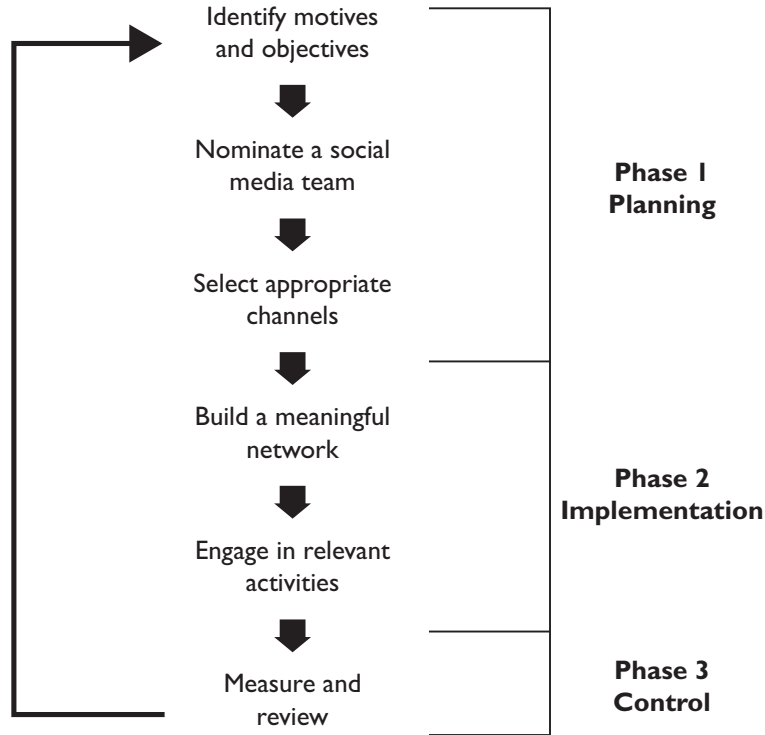 Identify motives
and objectives
Nominate a social
media team
Select appropriate
channels
Phase 1
Planning
Build a meaningful
network
Engage in relevant
activities
Phase 2
Implementation
Measure and
review
Phase 3
Control